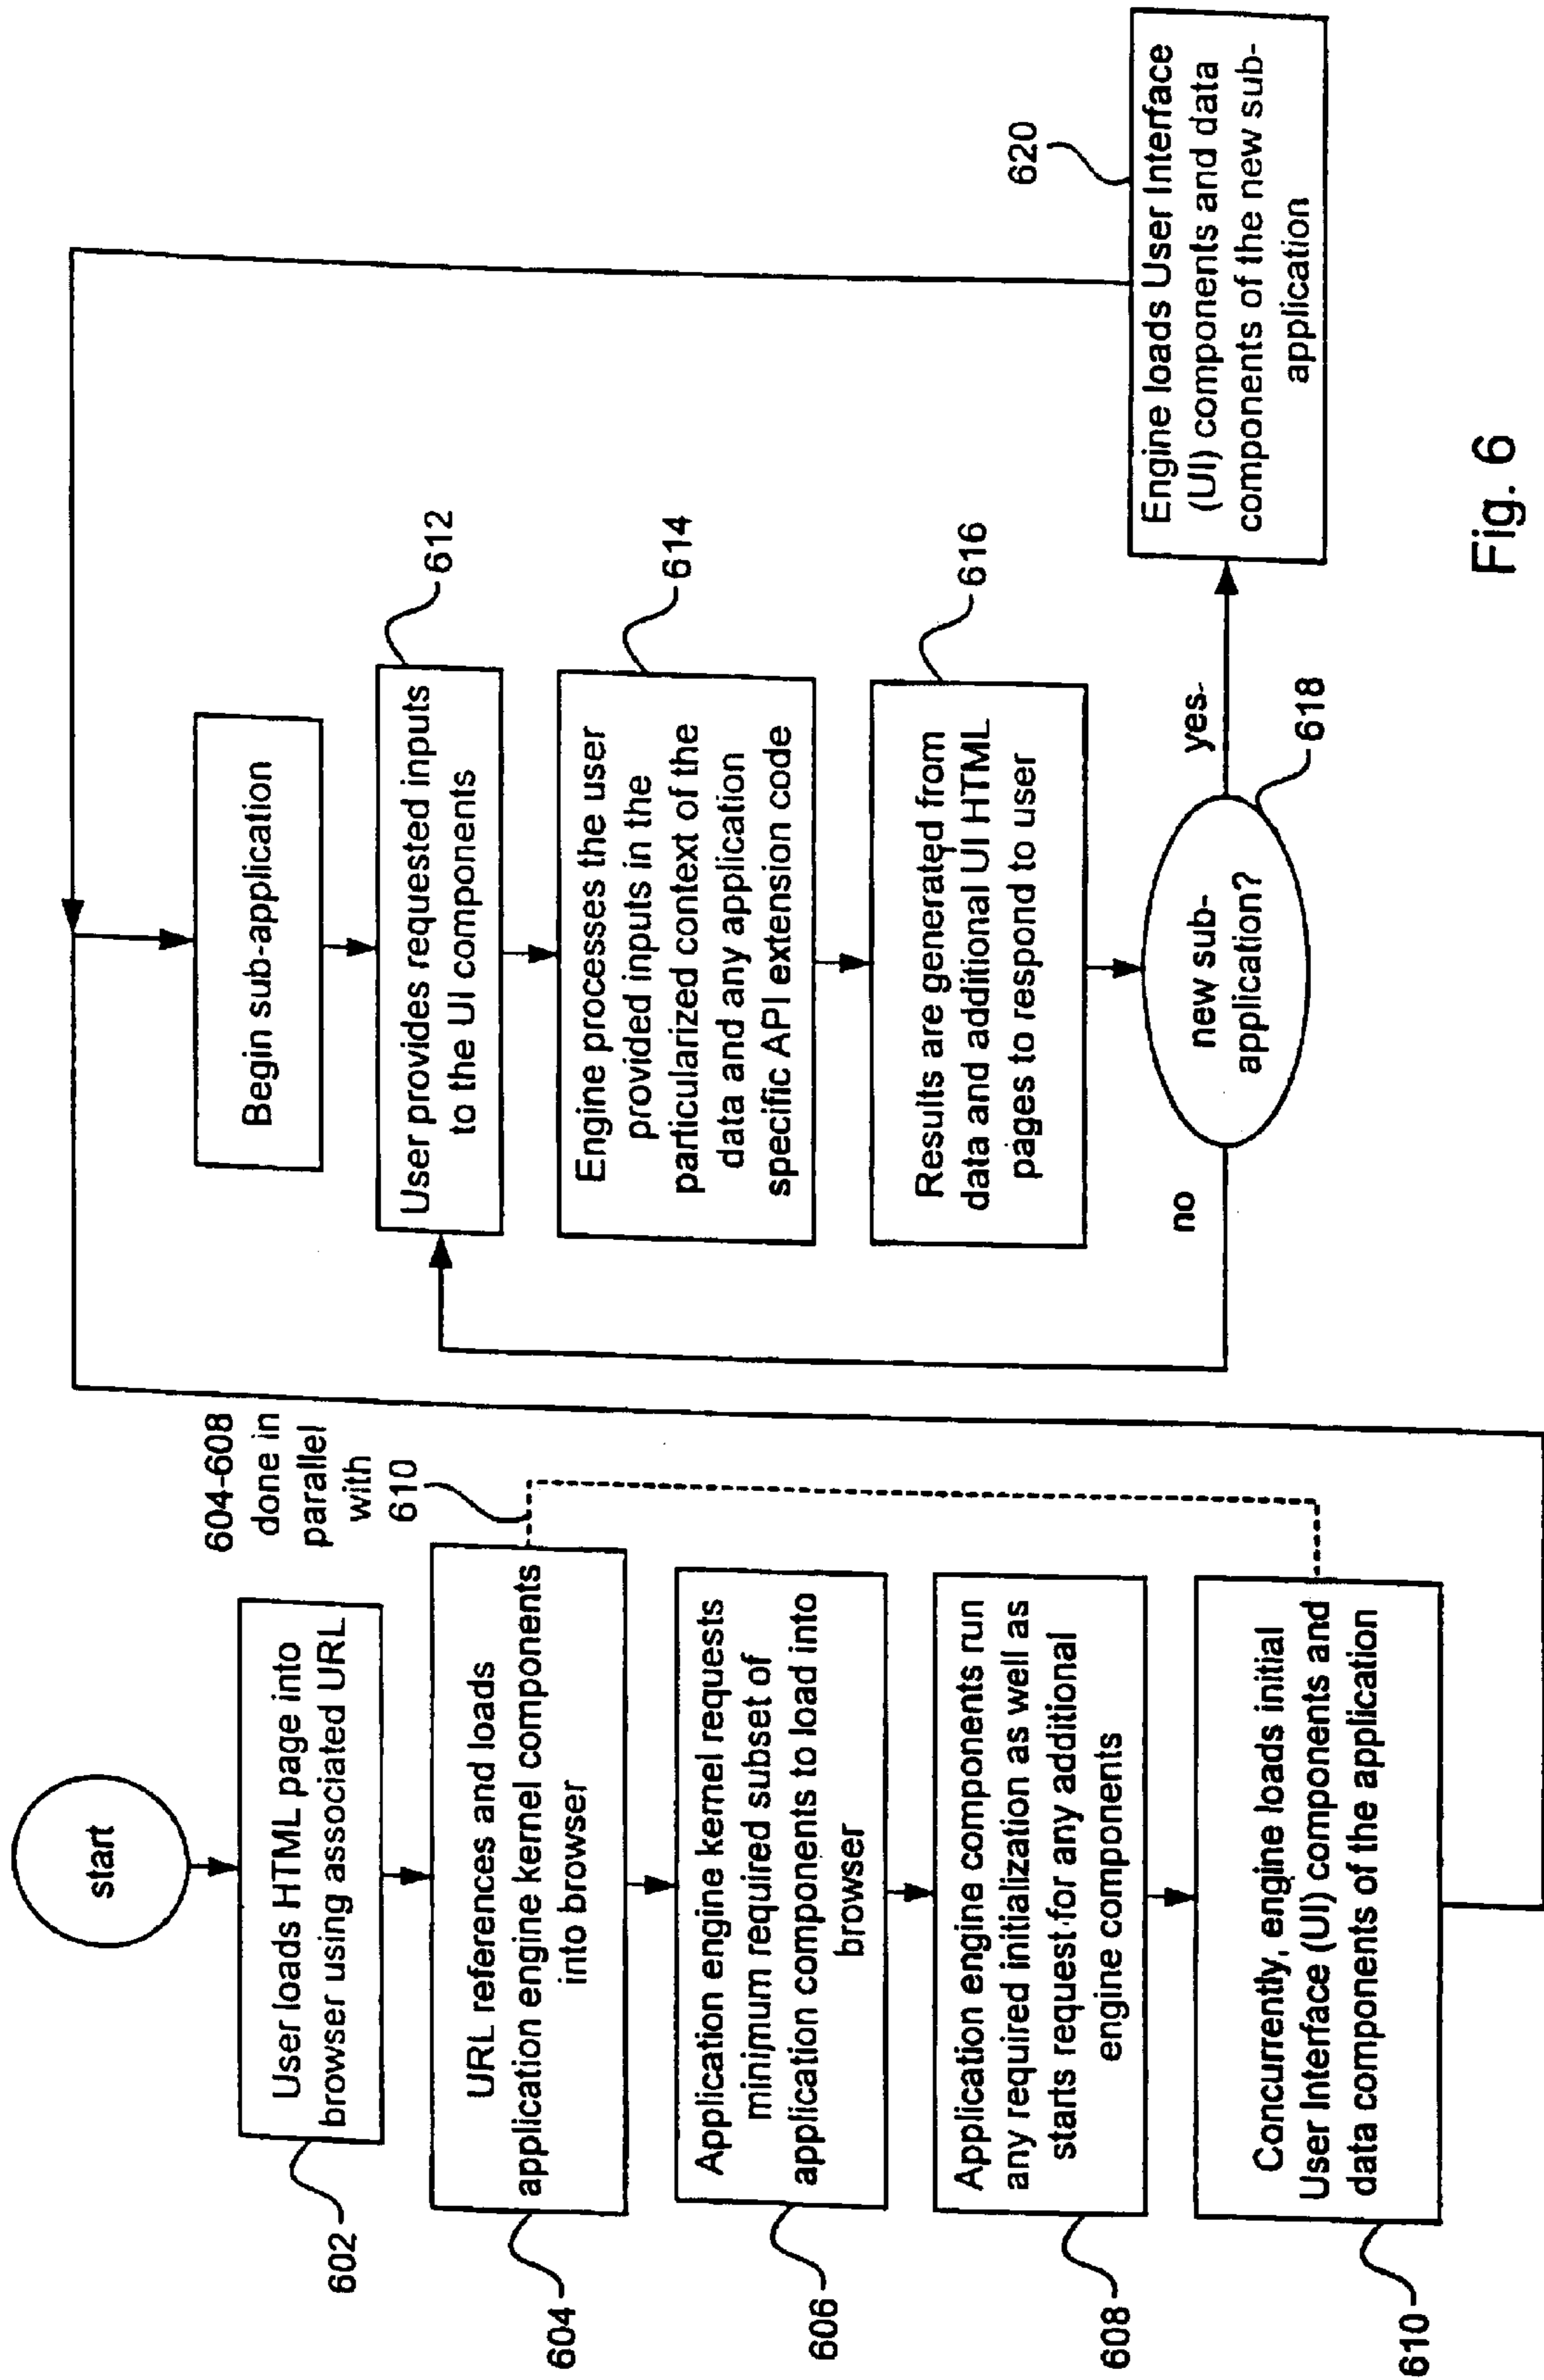 start
User loads HTML page into
browser using associated URL
602
604-608
done in
parallel
with
610
URL references and loads
application engine kernel components
into browser
604
Application engine kernel requests
minimum required subset of
application components to load into
browser
606
Application engine components run
any required initialization as well as
starts request for any additional
engine components
608
Concurrently, engine loads initial
User Interface (UI) components and
data components of the application
610
Begin sub-application
User provides requested inputs
to the UI components
612
Engine processes the user
provided inputs in the
particularized context of the
data and any application
specific API extension code
614
Results are generated from
data and additional UI HTML
pages to respond to user
616
new sub-
application?
618
no
yes
Engine loads User Interface
(UI) components and data
components of the new sub-
application
620
Fig. 6